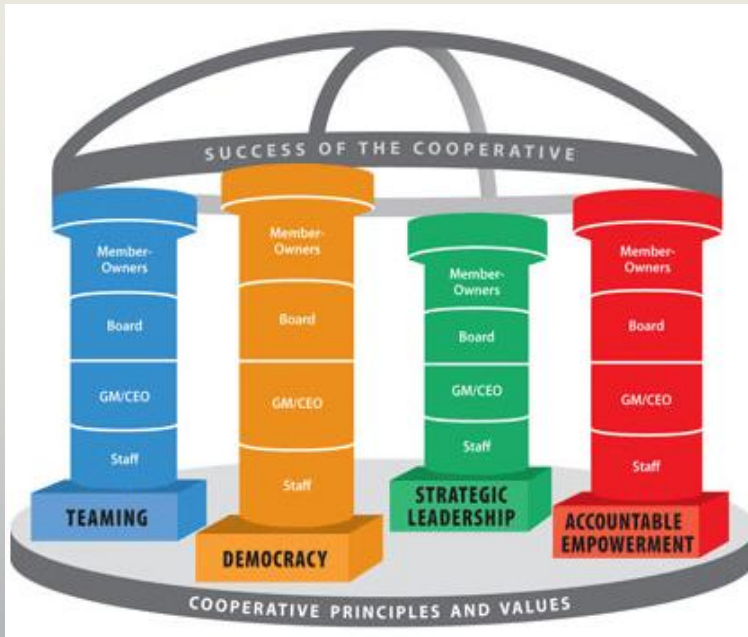 SUCCESS OF THE COOPERATIVE
Member-
Owners
Board
GM/CEO
Staff
TEAMING
Member-
Owners
Board
GM/CEO
Staff
DEMOCRACY
Member-
Owners
Board
GM/CEO
Staff
STRATEGIC
LEADERSHIP
Member-
Owners
Board
GM/CEO
Staff
ACCOUNTABLE
EMPOWERMENT
COOPERATIVE PRINCIPLES AND VALUES